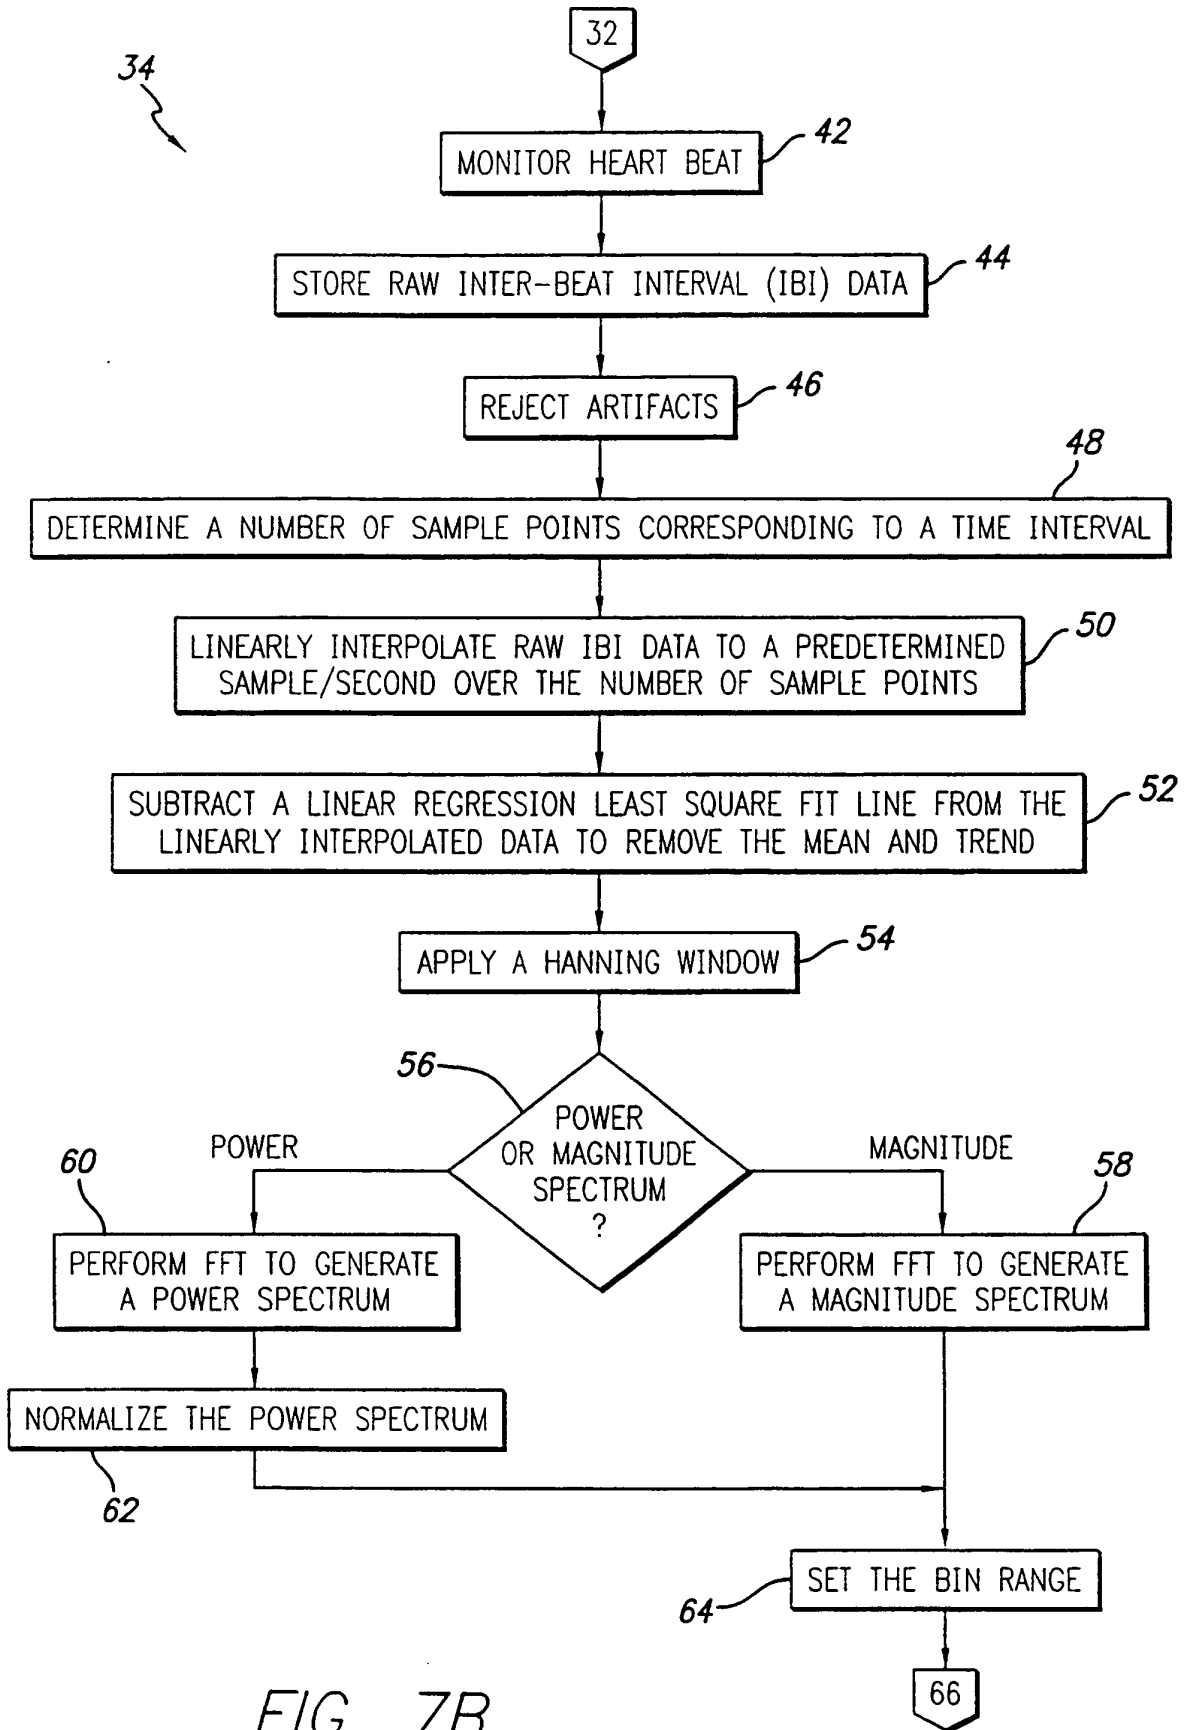 32
34
MONITOR HEART BEAT
42
STORE RAW INTER-BEAT INTERVAL (IBI) DATA
44
REJECT ARTIFACTS
46
48
DETERMINE A NUMBER OF SAMPLE POINTS CORRESPONDING TO A TIME INTERVAL
LINEARLY INTERPOLATE RAW IBI DATA TO A PREDETERMINED
SAMPLE/SECOND OVER THE NUMBER OF SAMPLE POINTS
50
SUBTRACT A LINEAR REGRESSION LEAST SQUARE FIT LINE FROM THE
LINEARLY INTERPOLATED DATA TO REMOVE THE MEAN AND TREND
52
APPLY A HANNING WINDOW
54
56
POWER
OR MAGNITUDE
SPECTRUM
?
POWER
MAGNITUDE
60
PERFORM FFT TO GENERATE
A POWER SPECTRUM
58
PERFORM FFT TO GENERATE
A MAGNITUDE SPECTRUM
NORMALIZE THE POWER SPECTRUM
62
SET THE BIN RANGE
64
66
FIG. 7B